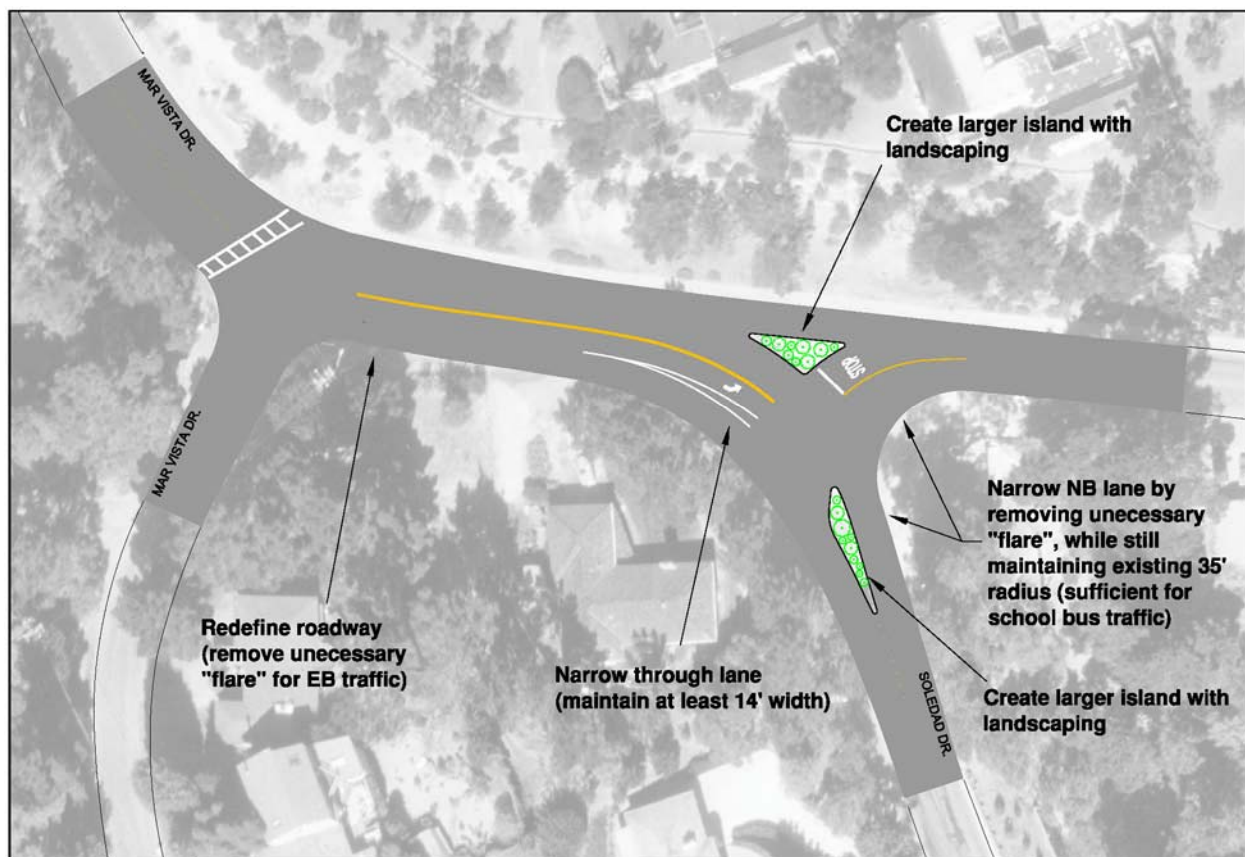 MAR VISTA DR.
Create larger island with
landscaping
STOP
MAR VISTA DR.
Narrow NB lane by
removing unecessary
"flare", while still
maintaining existing 35'
radius (sufficient for
school bus traffic)
Redefine roadway
(remove unecessary
"flare" for EB traffic)
Narrow through lane
(maintain at least 14' width)
SOLEDAD DR.
Create larger island with
landscaping